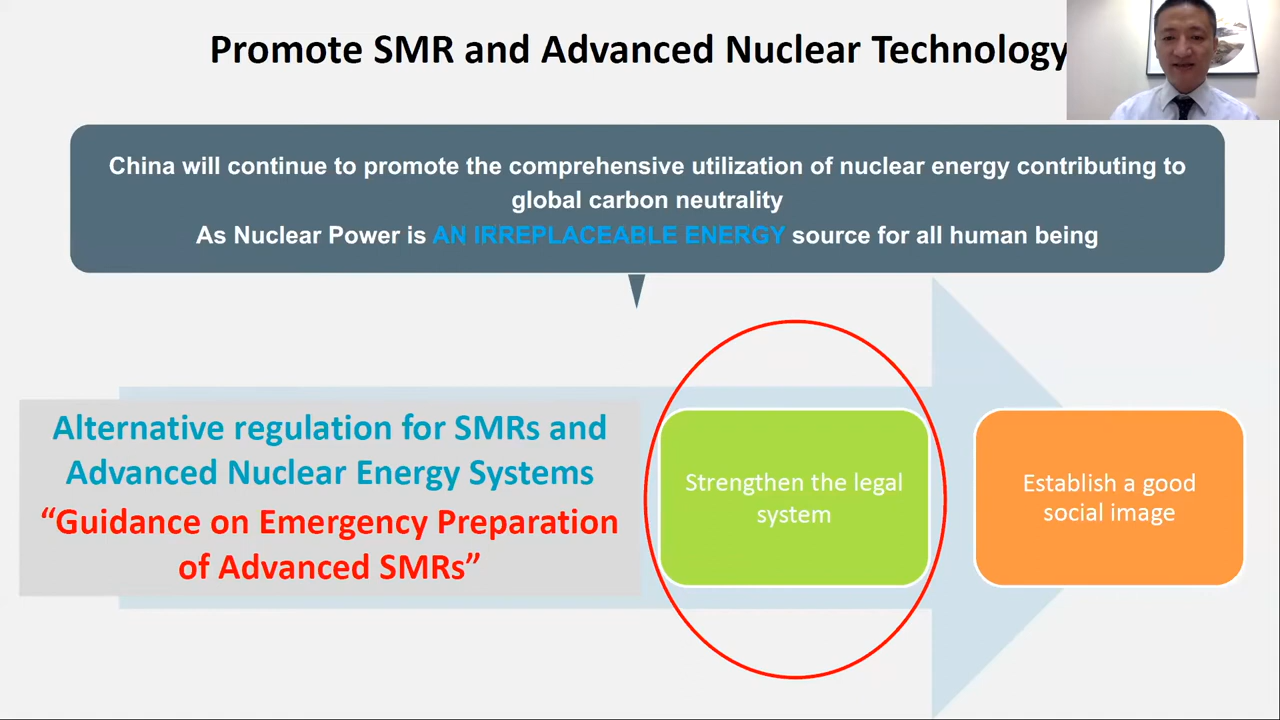 Promote SMR and Advanced Nuclear Technology
China will continue to promote the comprehensive utilization of nuclear energy contributing to
global carbon neutrality
As Nuclear Power is AN IRREPLACEABLE ENERGY source for all human being
Alternative regulation for SMRs and
Advanced Nuclear Energy Systems
“Guidance on Emergency Preparation
of Advanced SMRs”
Strengthen the legal
system
Establish a good
social image